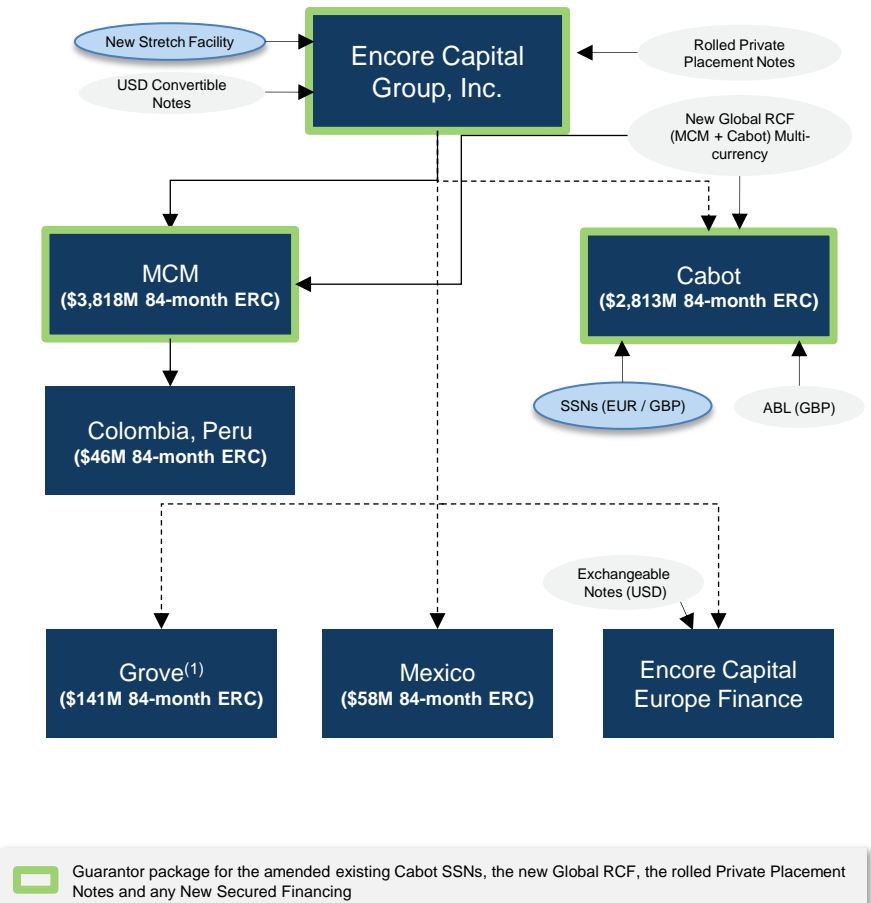 New Stretch Facility
Encore Capital
Group, Inc.
Rolled Private
Placement Notes
USD Convertible
Notes
New Global RCF
(MCM + Cabot) Multi-
currency
MCM
($3,818M 84-month ERC)
Cabot
($2,813M 84-month ERC)
SSNs (EUR / GBP)
ABL (GBP)
Colombia, Peru
($46M 84-month ERC)
Exchangeable
Notes (USD)
Grove(1)
($141M 84-month ERC)
Mexico
($58M 84-month ERC)
Encore Capital
Europe Finance
Guarantor package for the amended existing Cabot SSNs, the new Global RCF, the rolled Private Placement
Notes and any New Secured Financing